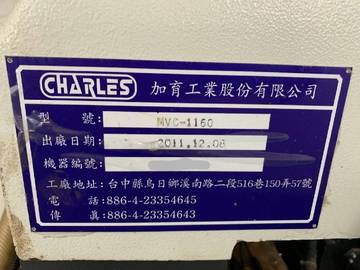 CHARLES 加育工業股份有限公司
型 號: MVC-1160
出廠日期: 2011.12.08
機器編號:
工廠地址: 台中縣烏日鄉溪南路二段516巷150弄57號
電 話: 886-4-23354645
傳 真: 886-4-23354643